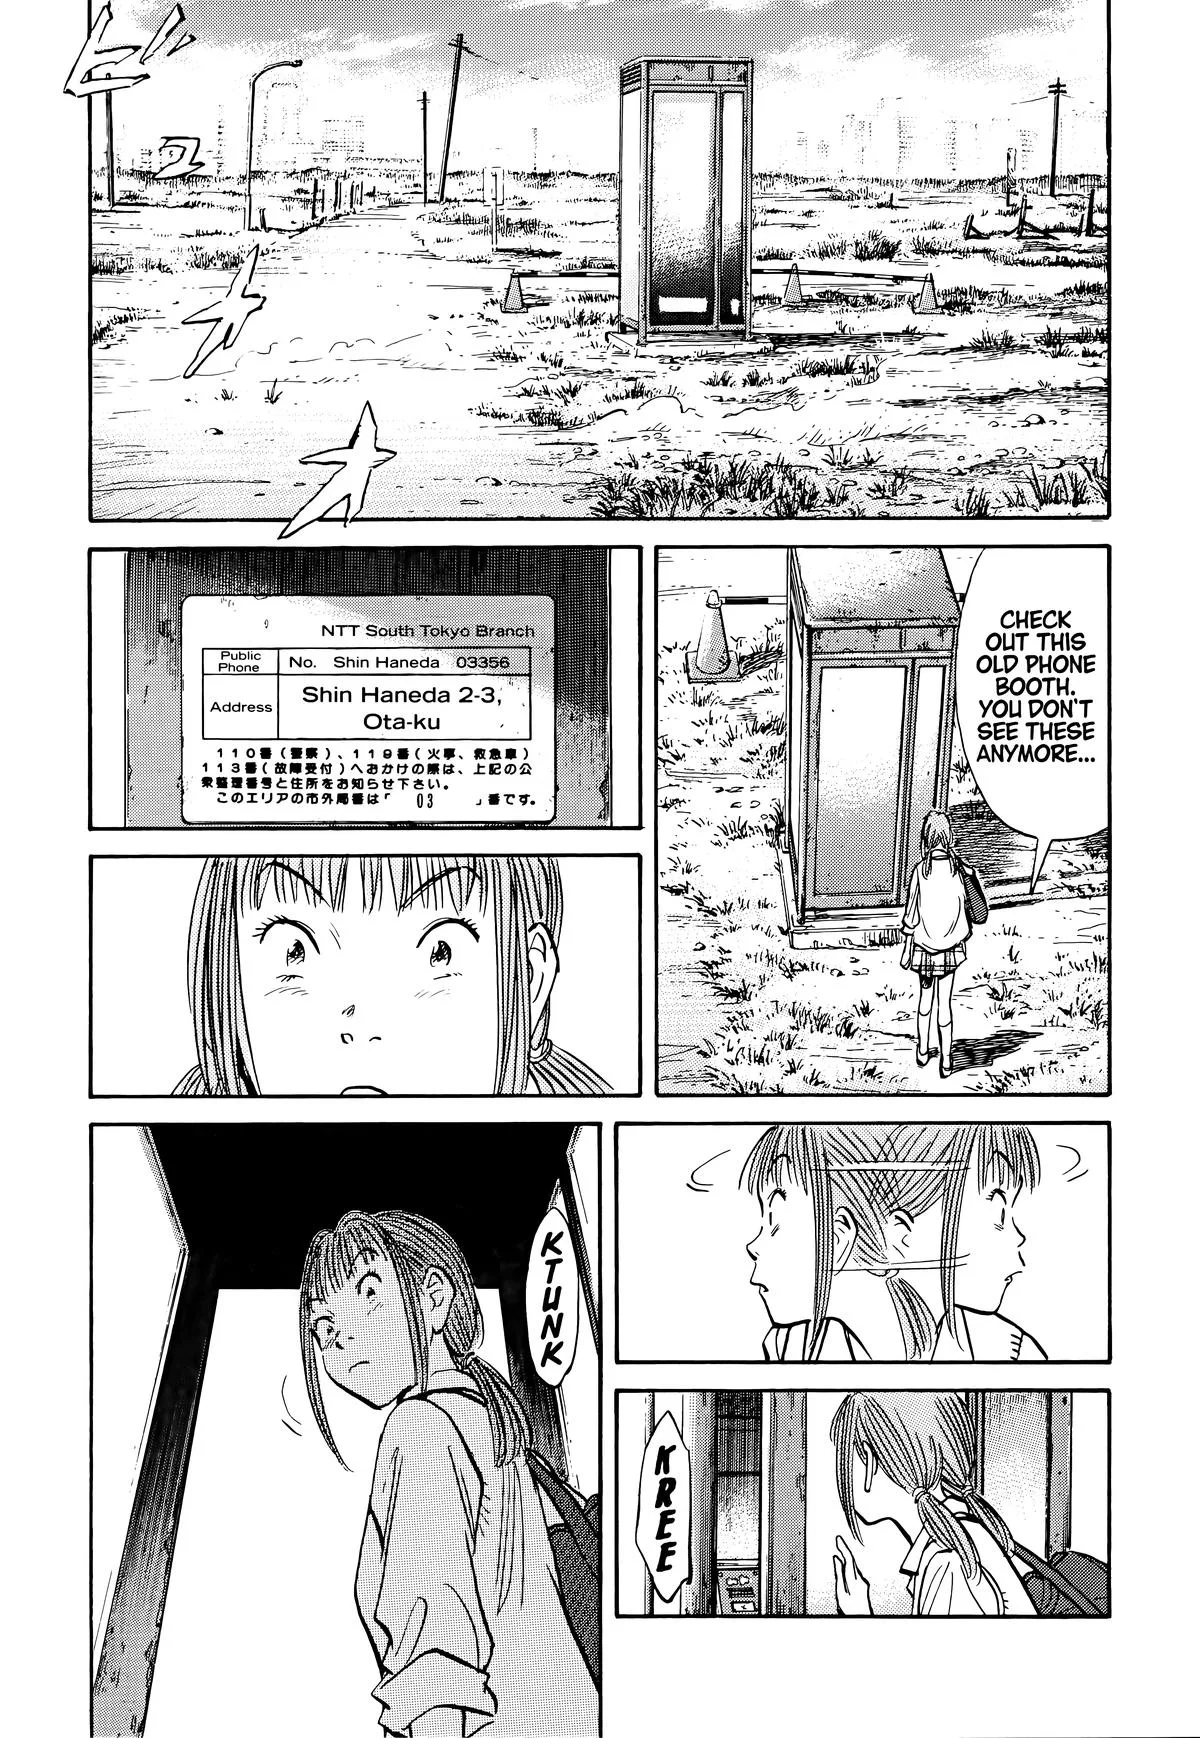 ビュオオ
CHECK
OUT THIS
OLD PHONE
BOOTH.
YOU DON'T
SEE THESE
ANYMORE...
NTT South Tokyo Branch
Public Phone
No. Shin Haneda 03356
Address
Shin Haneda 2-3,
Ota-ku
110番(警察)、119番(火事、救急車)
113番(故障受付)へおかけの際は、上記の公
衆整理番号と住所をお知らせ下さい。
このエリアの市外局番は「 03 」番です。
KREE
KTUNK